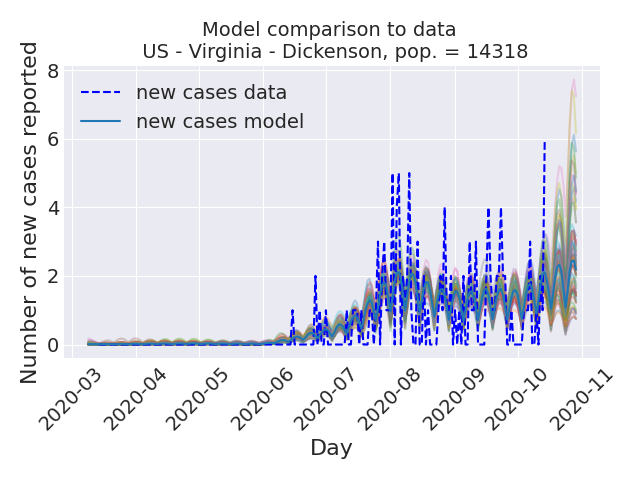 Model comparison to data
US - Virginia - Dickenson, pop. = 14318
Number of new cases reported
8
6
4
2
0
new cases data
new cases model
2020-03
2020-04
2020-05
2020-06
2020-07
2020-08
2020-09
2020-10
2020-11
Day